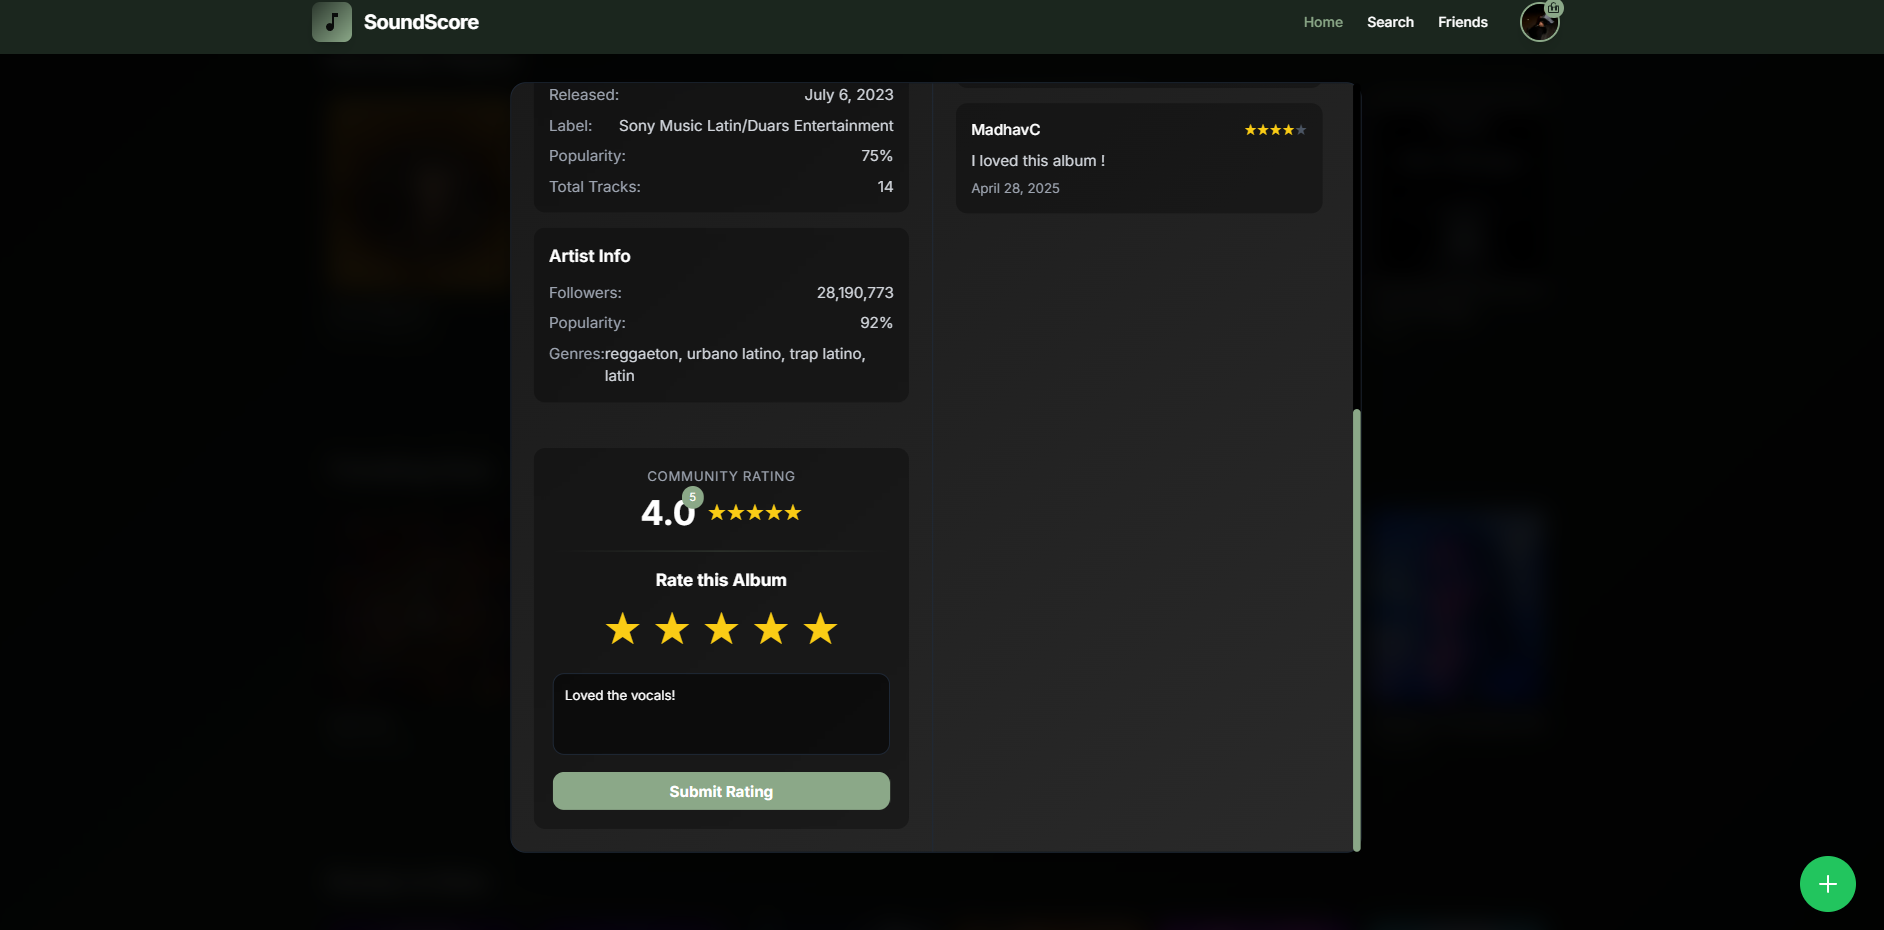 SoundScore
Home Search Friends
Released: July 6, 2023
Label: Sony Music Latin/Duars Entertainment
Popularity: 75%
Total Tracks: 14
Artist Info
Followers: 28,190,773
Popularity: 92%
Genres:reggaeton, urbano latino, trap latino,
latin
COMMUNITY RATING
4.0 5
Rate this Album
Loved the vocals!
Submit Rating
MadhavC
I loved this album !
April 28, 2025